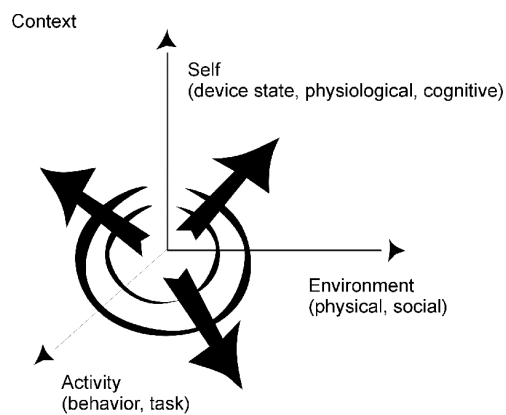 Context
Self
(device state, physiological, cognitive)
Environment
(physical, social)
Activity
(behavior, task)